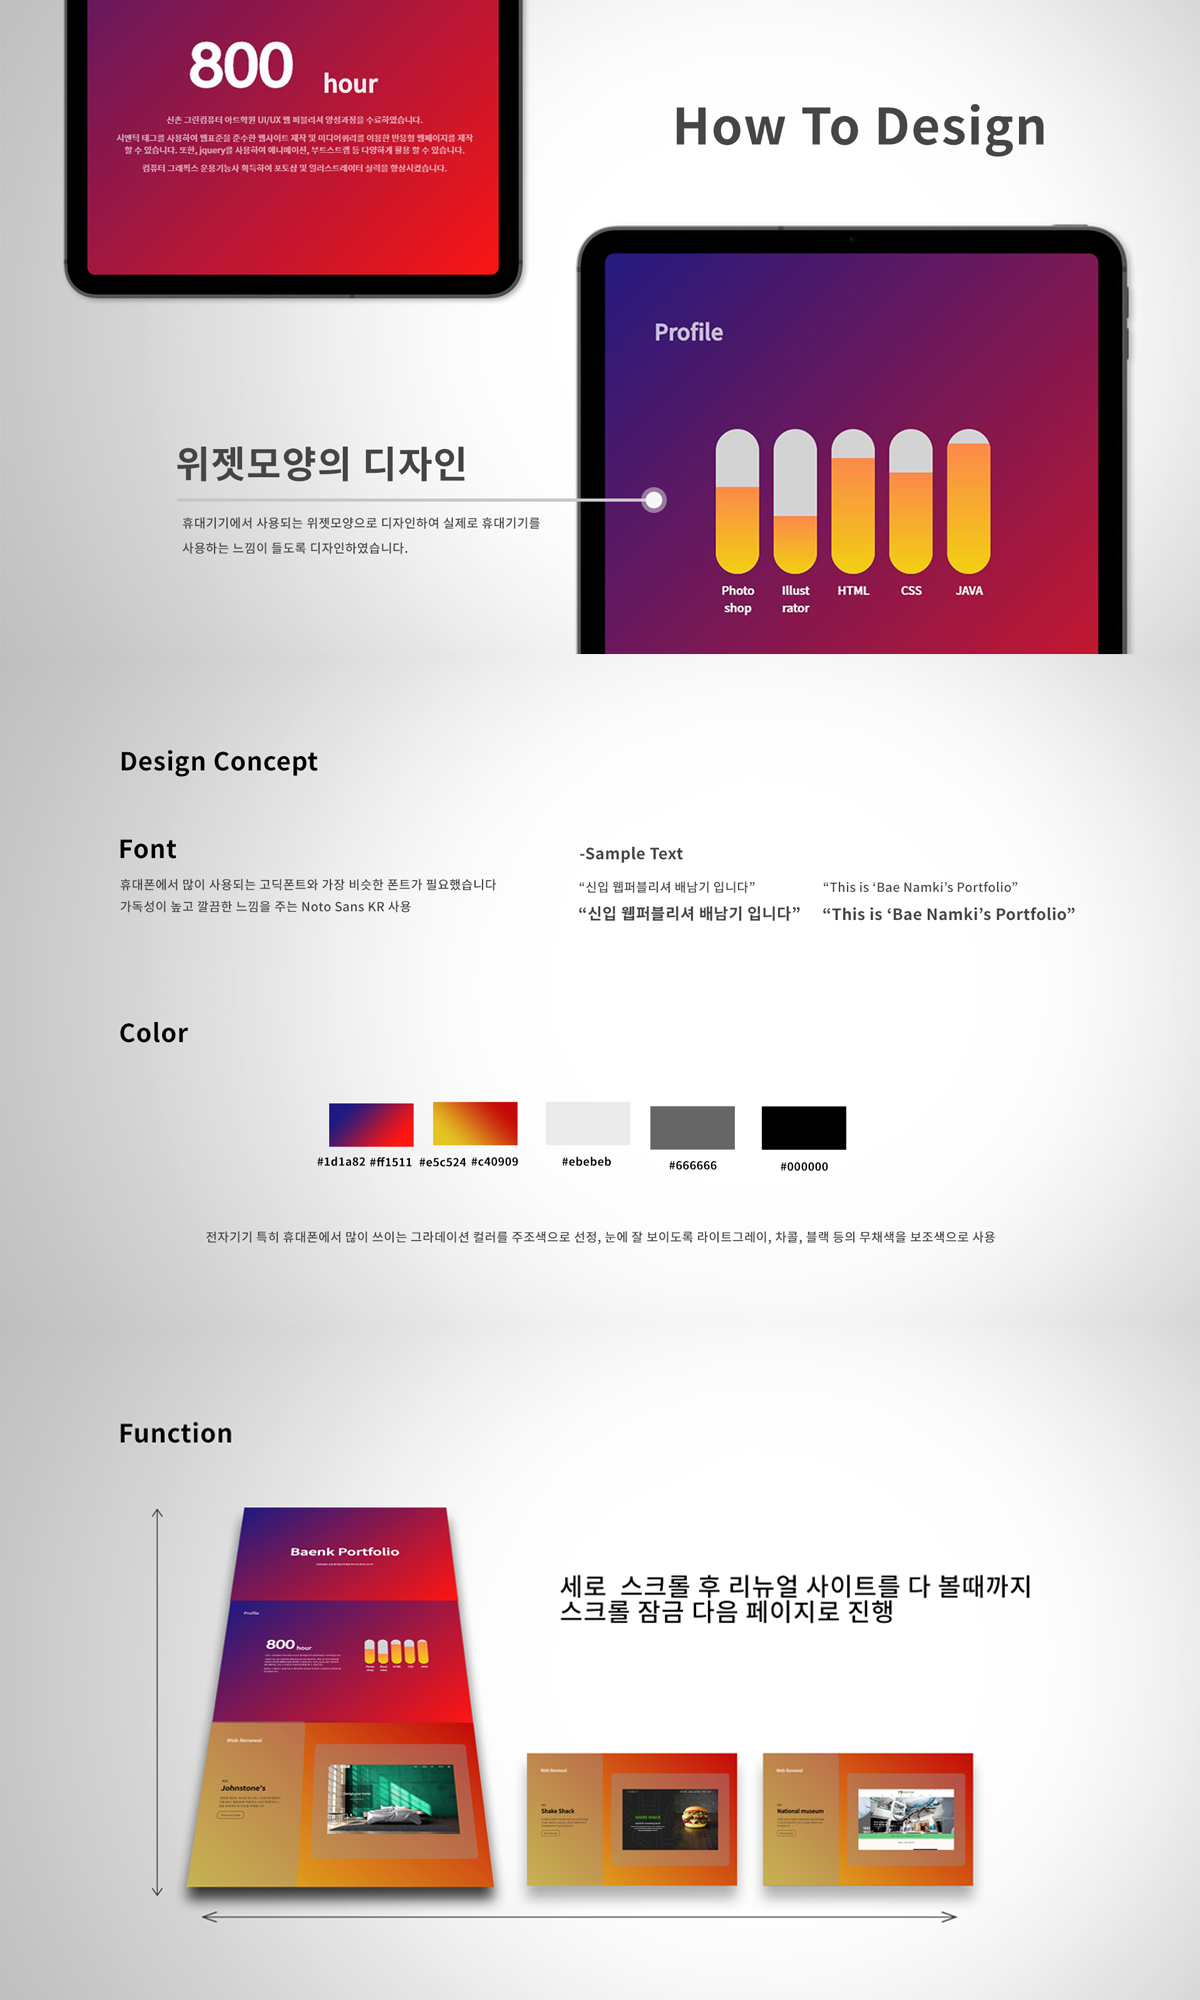 800 hour
신촌 그린컴퓨터 아트학원 UI/UX 웹 퍼블리셔 양성과정을 수료하였습니다.
시멘틱 태그를 사용하여 웹표준을 준수한 웹사이트 제작 및 미디어쿼리를 이용한 반응형 웹페이지를 제작
할 수 있습니다. 또한, jquery를 사용하여 애니메이션, 부트스트랩 등 다양하게 활용 할 수 있습니다.
컴퓨터 그래픽스 운용기능사 획득하여 포토샵 및 일러스트레이터 실력을 향상시켰습니다.
How To Design
Profile
Photo
shop
Illust
rator
HTML
CSS
JAVA
위젯모양의 디자인
휴대기기에서 사용되는 위젯모양으로 디자인하여 실제로 휴대기기를
사용하는 느낌이 들도록 디자인하였습니다.
Design Concept
Font
휴대폰에서 많이 사용되는 고딕폰트와 가장 비슷한 폰트가 필요했습니다
가독성이 높고 깔끔한 느낌을 주는 Noto Sans KR 사용
-Sample Text
“신입 웹퍼블리셔 배남기 입니다”
“This is ‘Bae Namki’s Portfolio”
“신입 웹퍼블리셔 배남기 입니다”
“This is ‘Bae Namki’s Portfolio”
Color
#1d1a82 #ff1511
#e5c524 #c40909
#ebebeb
#666666
#000000
전자기기 특히 휴대폰에서 많이 쓰이는 그라데이션 컬러를 주조색으로 선정, 눈에 잘 보이도록 라이트그레이, 차콜, 블랙 등의 무채색을 보조색으로 사용
Function
Baenk Portfolio
Profile
800 hour
Web Renewal
Johnstone's
세로 스크롤 후 리뉴얼 사이트를 다 볼때까지
스크롤 잠금 다음 페이지로 진행
Web Renewal
Shake Shack
SHAKE SHACK
Web Renewal
National museum